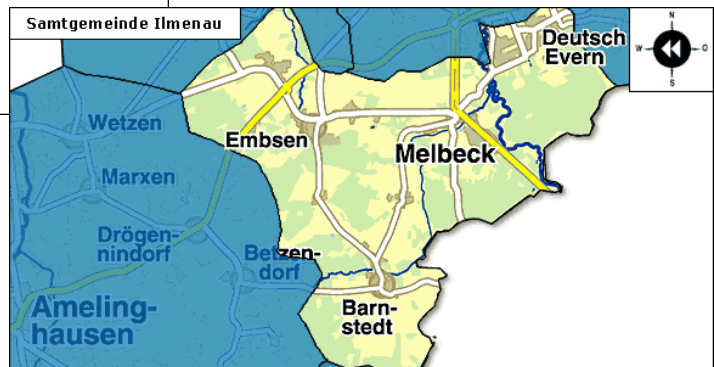 Samtgemeinde Ilmenau
N
W
O
S
Deutsch
Evern
Wetzen
Embsen
Melbeck
Marxen
Drögen-
nindorf
Betzen-
dorf
Ameling-
hausen
Barn-
stedt